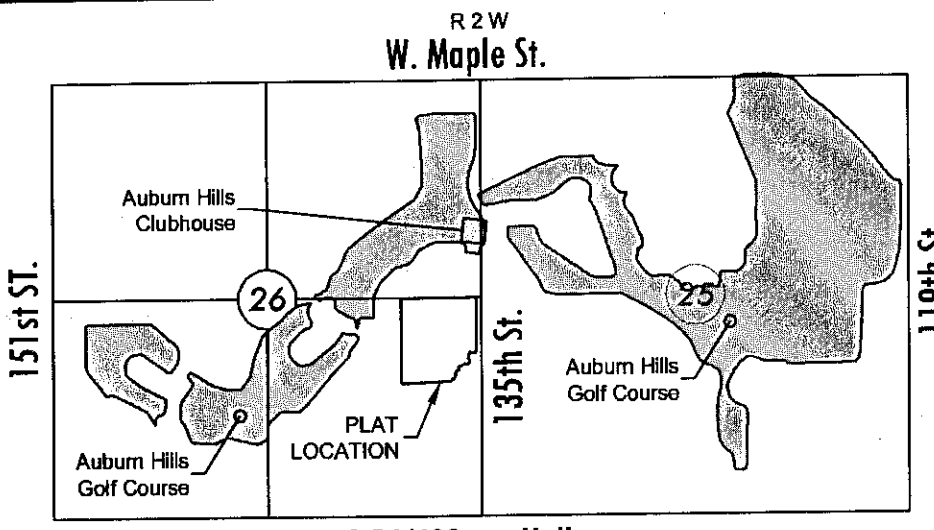 R 2 W
W. Maple St.
Auburn Hills
Clubhouse
151st ST.
26
135th St.
25
Auburn Hills
Golf Course
PLAT
LOCATION
Auburn Hills
Golf Course